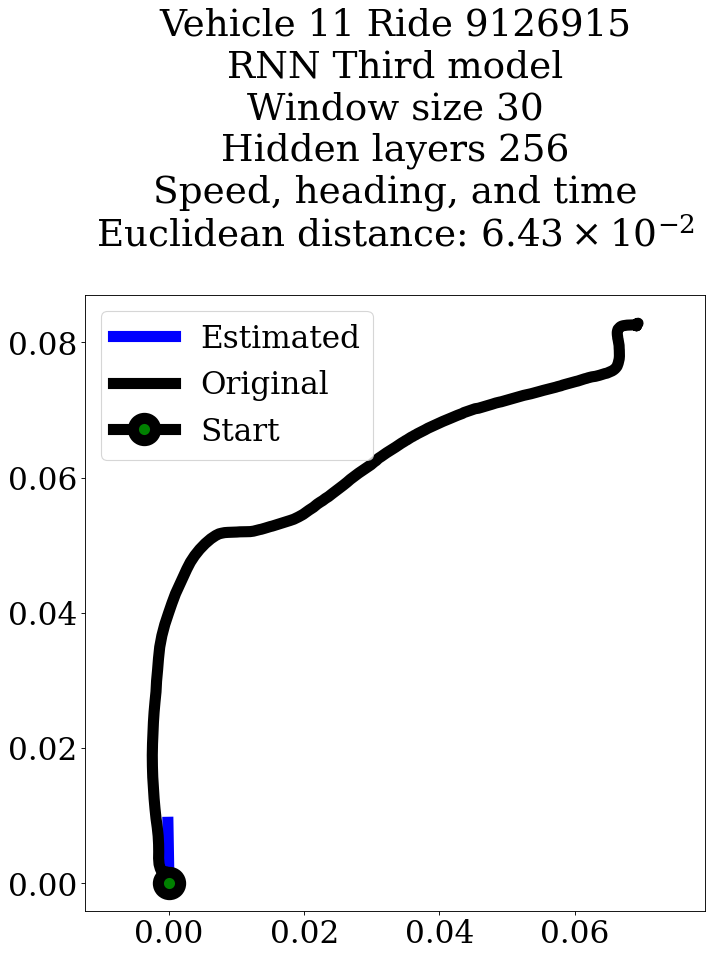 Vehicle 11 Ride 9126915
RNN Third model
Window size 30
Hidden layers 256
Speed, heading, and time
Euclidean distance: 6.43 × 10⁻²
Estimated
Original
Start
0.08
0.06
0.04
0.02
0.00
0.00 0.02 0.04 0.06